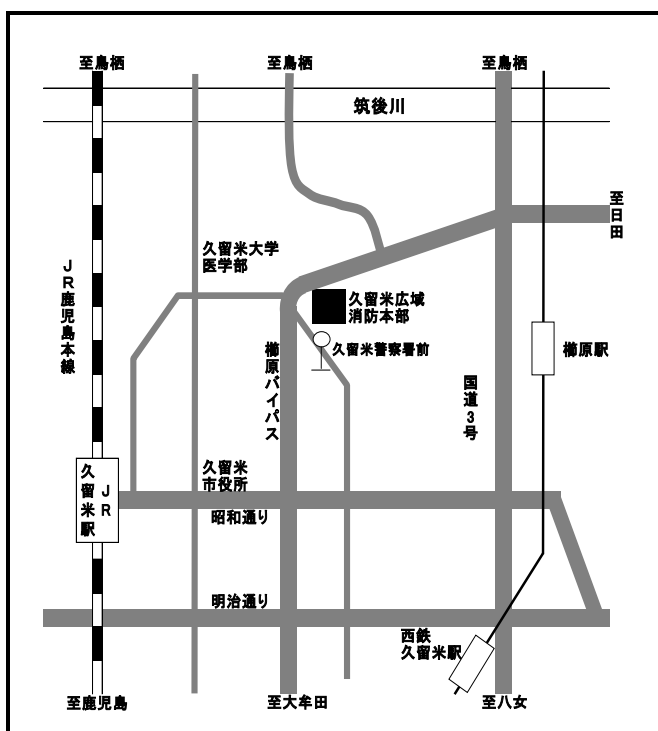 至鳥栖
至鳥栖
至鳥栖
筑後川
至日田
久留米大学
医学部
JR鹿児島本線
久留米広域
消防本部
久留米警察署前
櫛原バイパス
国道3号
櫛原駅
久留米
市役所
JR
久留米駅
昭和通り
明治通り
西鉄
久留米駅
至鹿児島
至大牟田
至八女